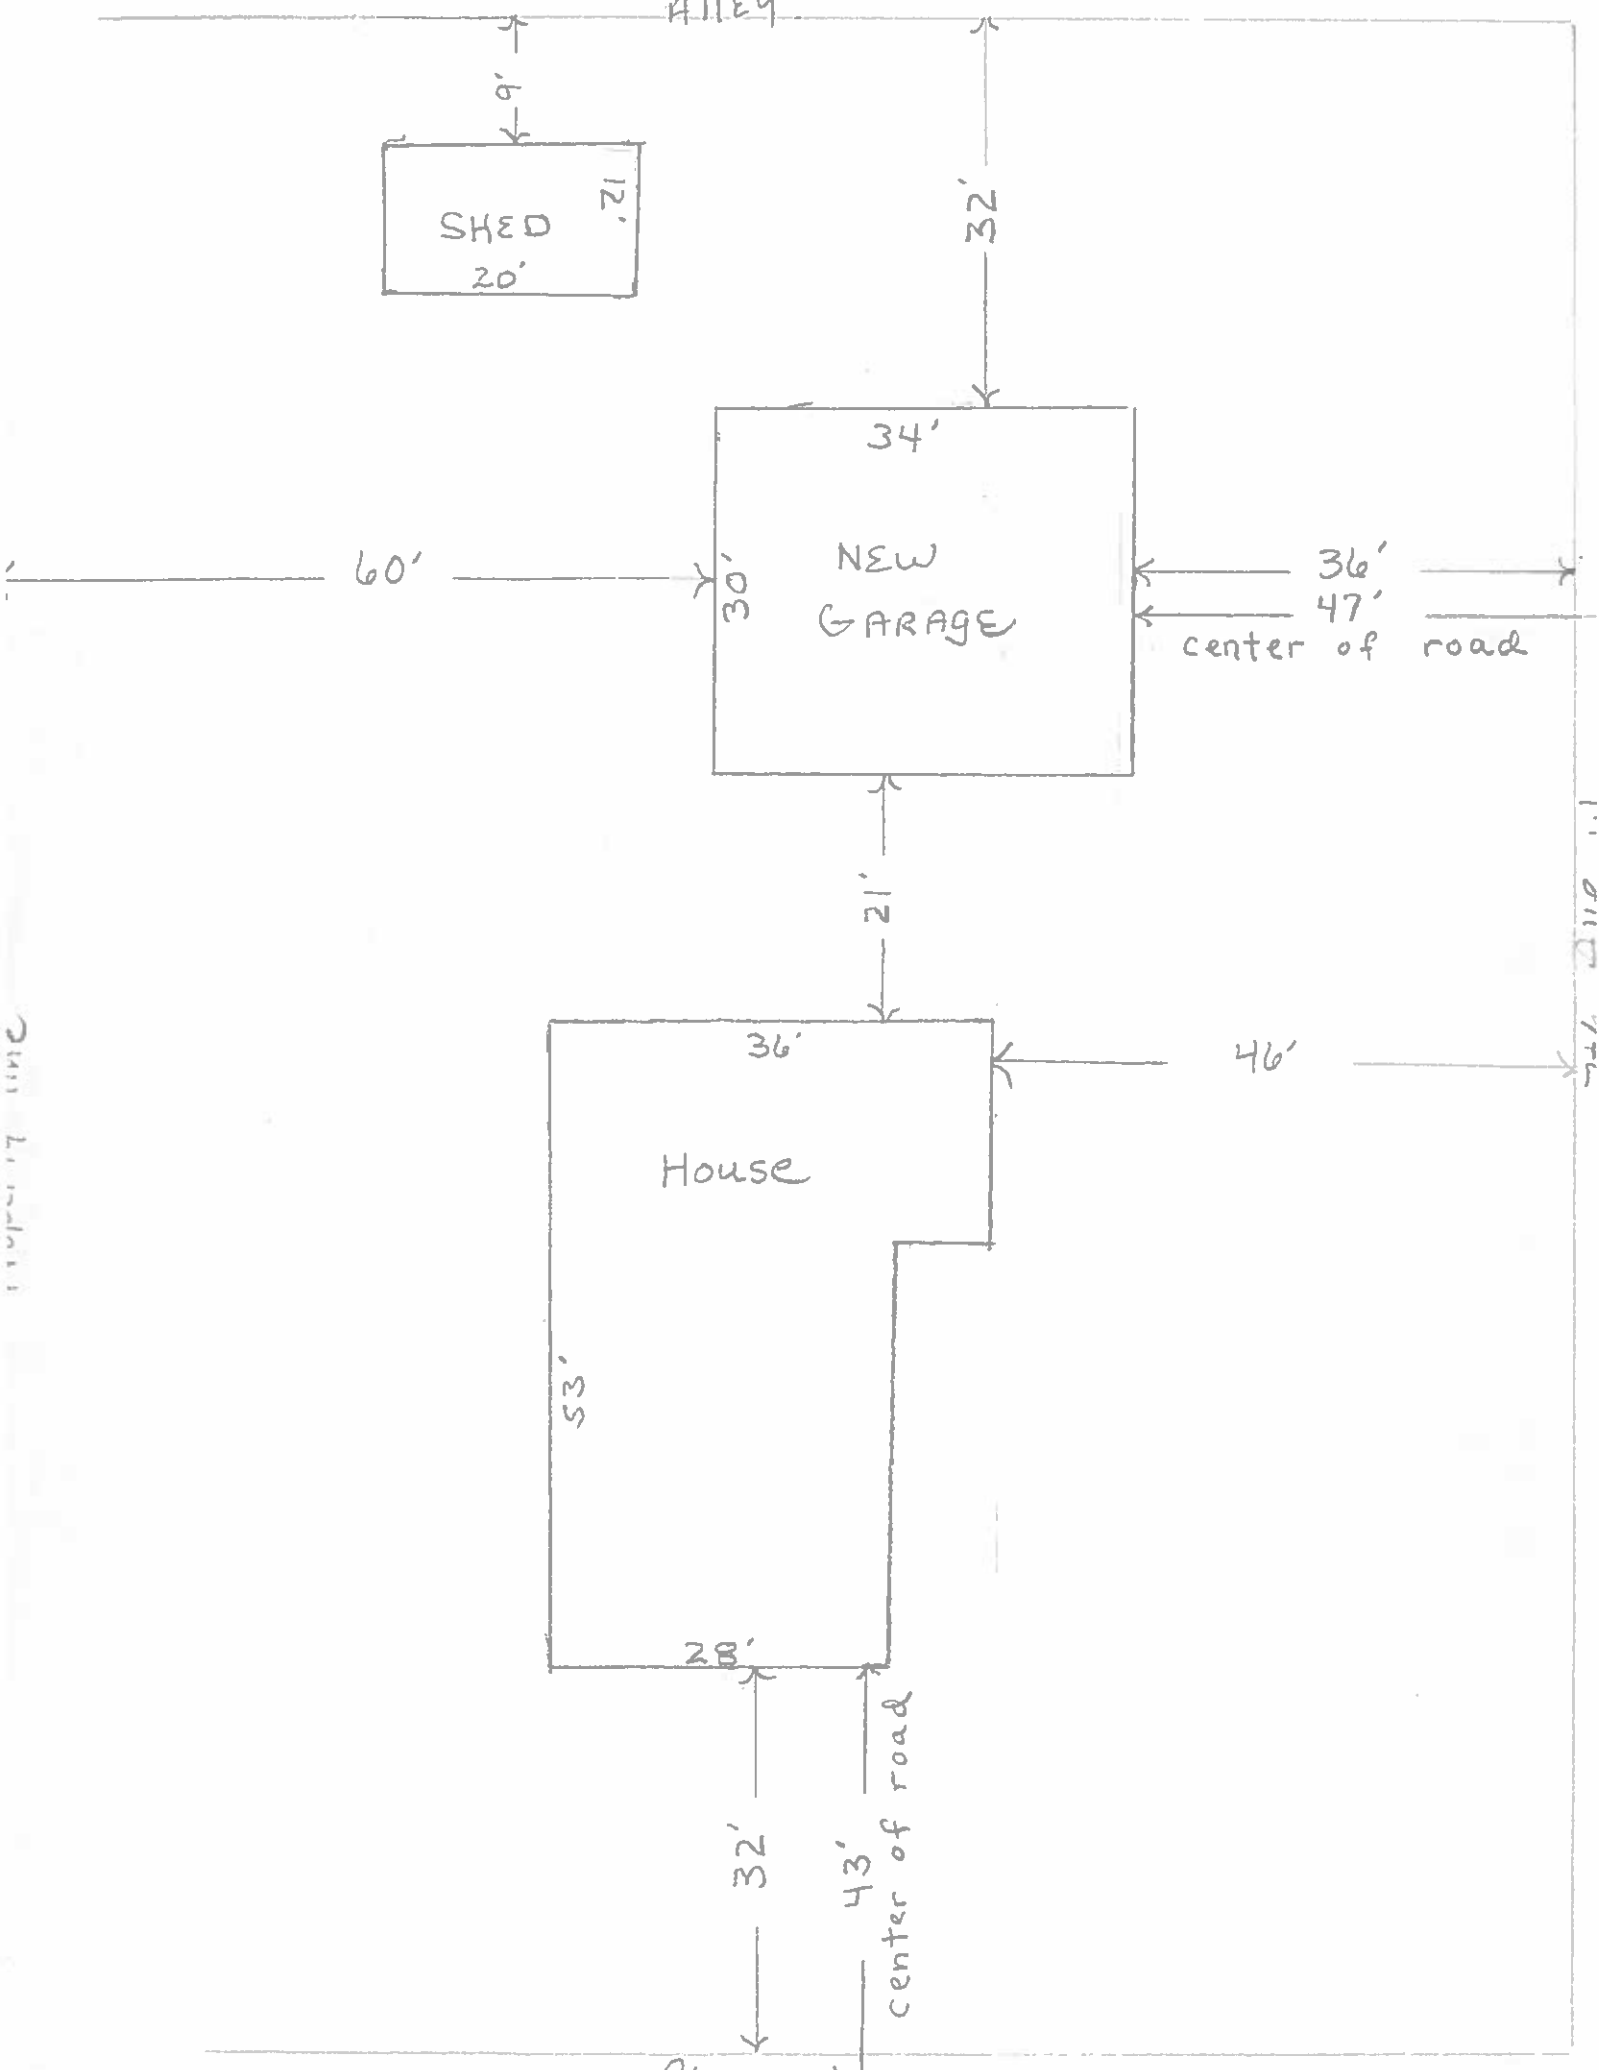 Alley
9'
12'
SHED
20'
32'
34'
60'
30'
NEW
GARAGE
36'
47'
center of road
21'
36'
46'
House
53'
28'
32'
43'
center of road